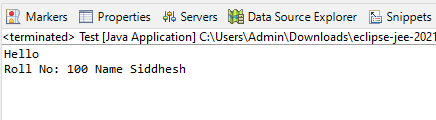 Markers Properties Servers Data Source Explorer Snippets
<terminated> Test [Java Application] C:\Users\Admin\Downloads\eclipse-jee-2021
Hello
Roll No: 100 Name Siddhesh